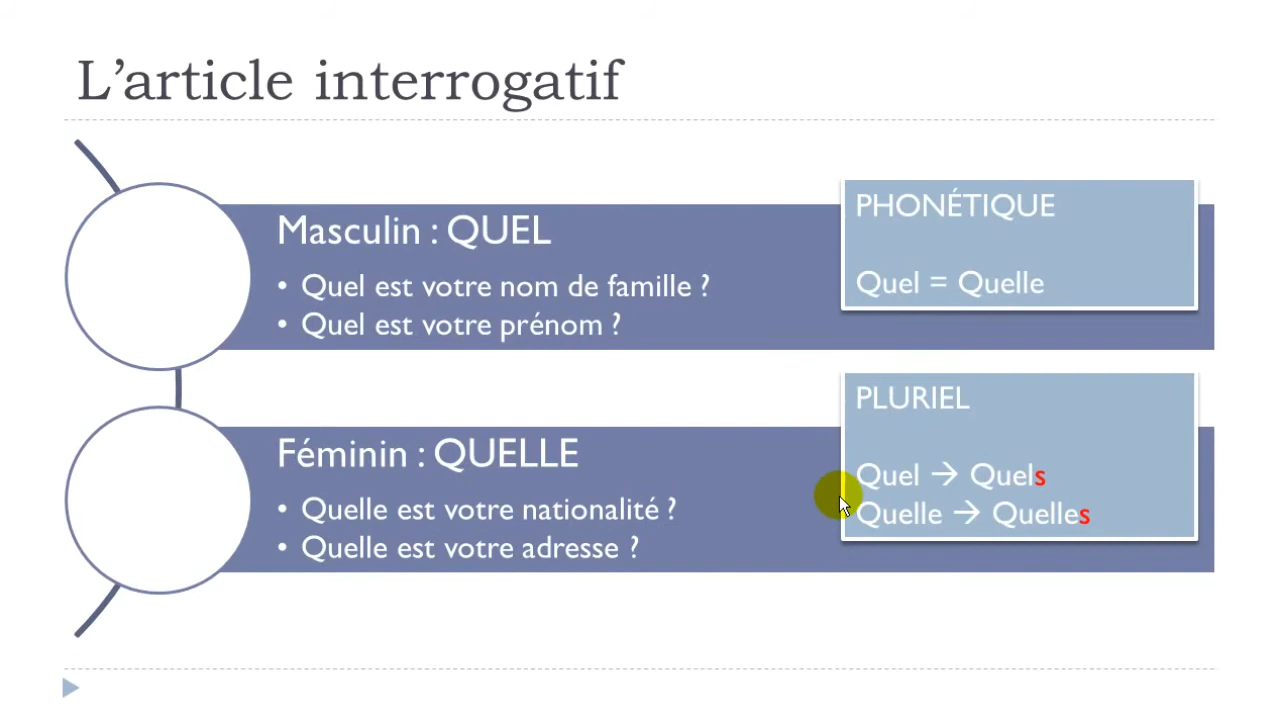 L’article interrogatif
Masculin : QUEL
• Quel est votre nom de famille ?
• Quel est votre prénom ?
PHONÉTIQUE
Quel = Quelle
Féminin : QUELLE
• Quelle est votre nationalité ?
• Quelle est votre adresse ?
PLURIEL
Quel → Quels
Quelle → Quelles